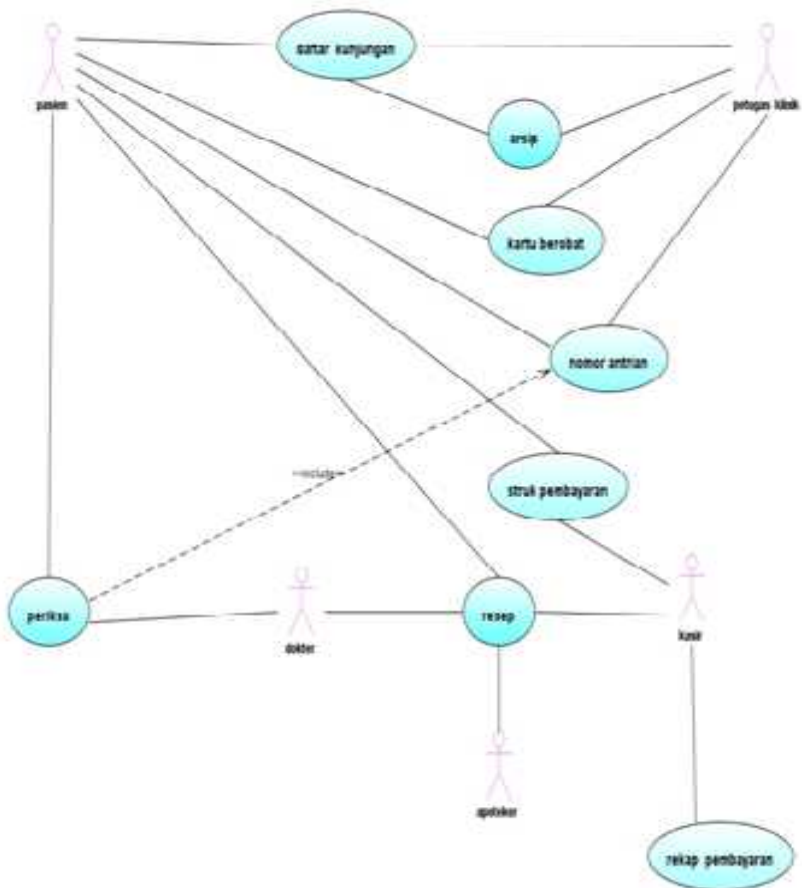 daftar kunjungan
pasien
petugas klinik
arsip
kartu berobat
nomor antrian
<<include>>
struk pembayaran
periksa
dokter
resep
kasir
apoteker
rekap pembayaran